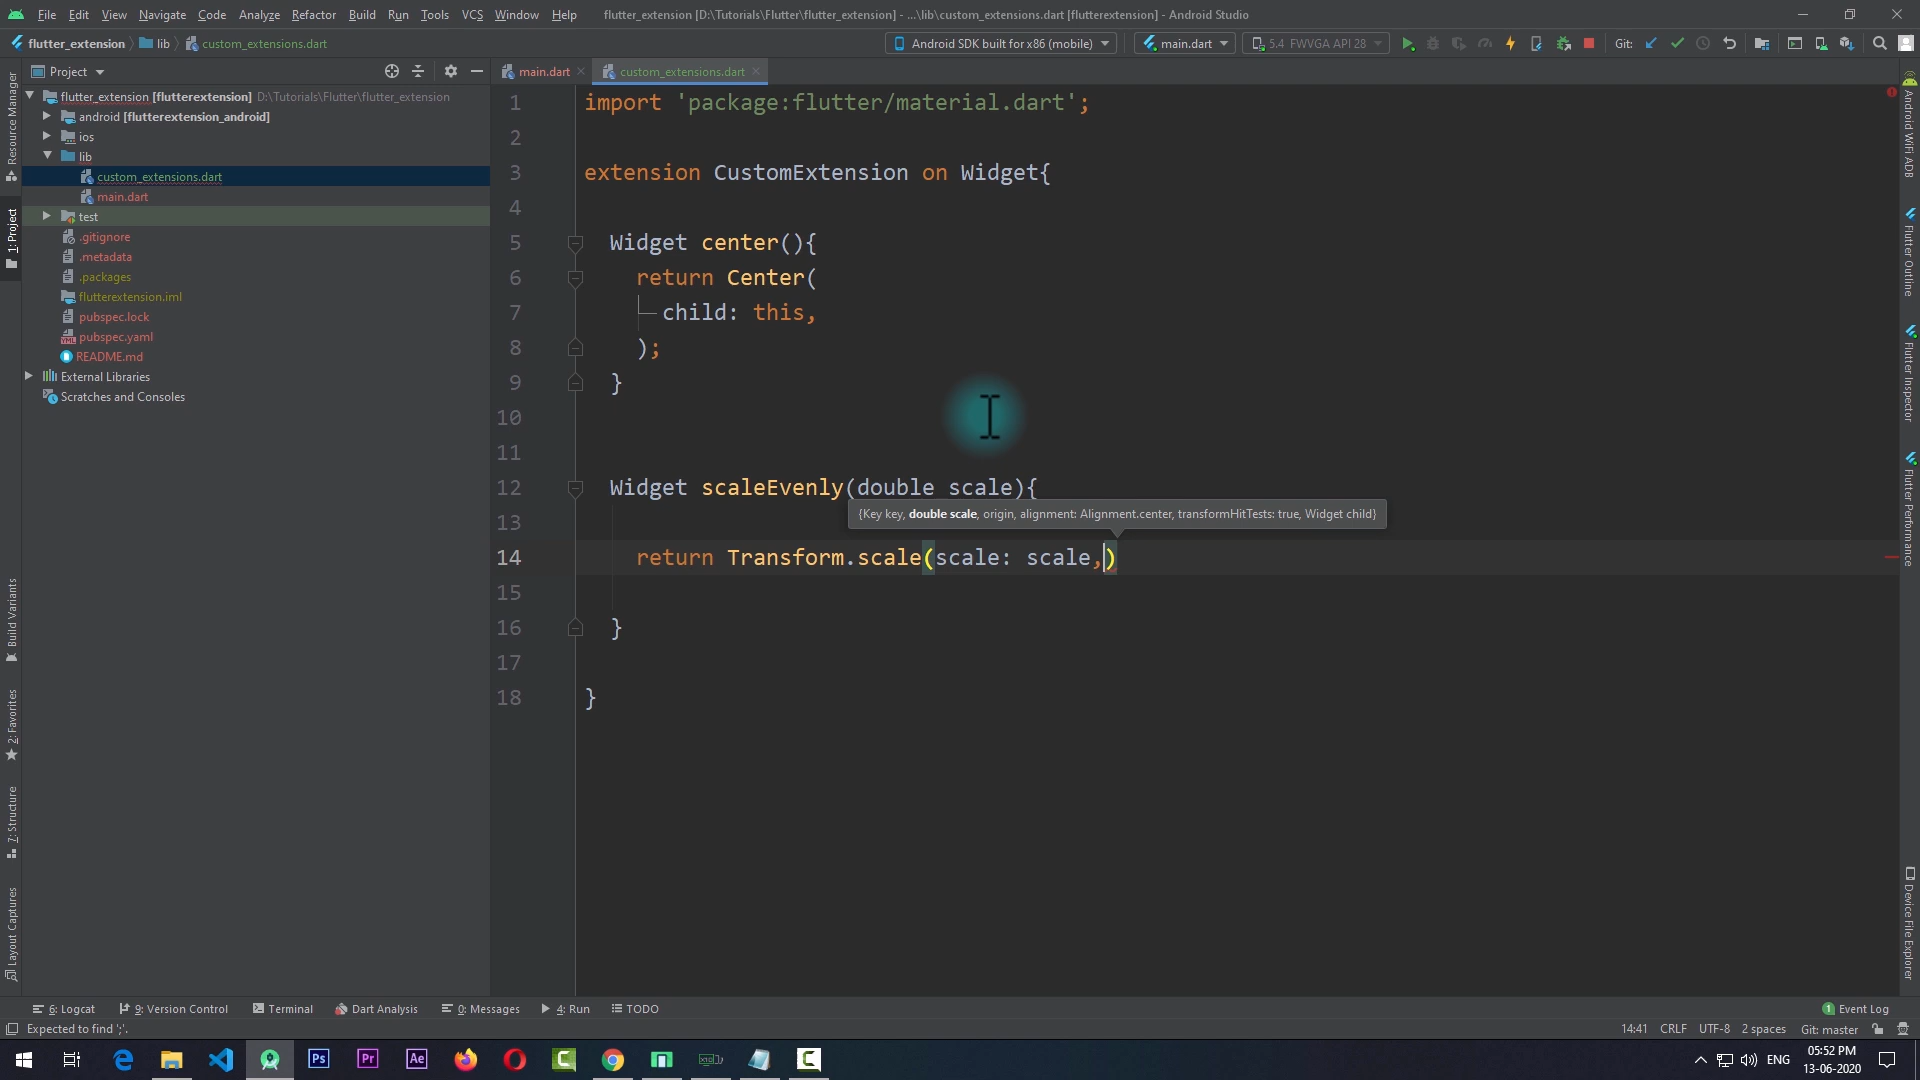 File Edit View Navigate Code Analyze Refactor Build Run Tools VCS Window Help flutter_extension [D:\Tutorials\Flutter\flutter_extension] - ...\lib\custom_extensions.dart [flutterextension] - Android Studio
flutter_extension lib custom_extensions.dart Android SDK built for x86 (mobile) main.dart 5.4 FWVGA API 28 Git:
Project main.dart custom_extensions.dart
flutter_extension [flutterextension] D:\Tutorials\Flutter\flutter_extension
android [flutterextension_android]
ios
lib
custom_extensions.dart
main.dart
test
.gitignore
.metadata
.packages
flutterextension.iml
pubspec.lock
pubspec.yaml
README.md
External Libraries
Scratches and Consoles
Resource Manager
1: Project
Build Variants
2: Favorites
7: Structure
Layout Captures
1 import 'package:flutter/material.dart';
2
3 extension CustomExtension on Widget{
4
5 Widget center(){
6 return Center(
7 child: this,
8 );
9 }
10
11
12 Widget scaleEvenly(double scale){
13 {Key key, double scale, origin, alignment: Alignment.center, transformHitTests: true, Widget child}
14 return Transform.scale(scale: scale,)
15
16 }
17
18 }
Android WiFi ADB
Flutter Outline
Flutter Inspector
Flutter Performance
Device File Explorer
6: Logcat 9: Version Control Terminal Dart Analysis 0: Messages 4: Run TODO 1 Event Log
Expected to find ';'. 14:41 CRLF UTF-8 2 spaces Git: master
Ps Pr Ae ENG 05:52 PM
13-06-2020